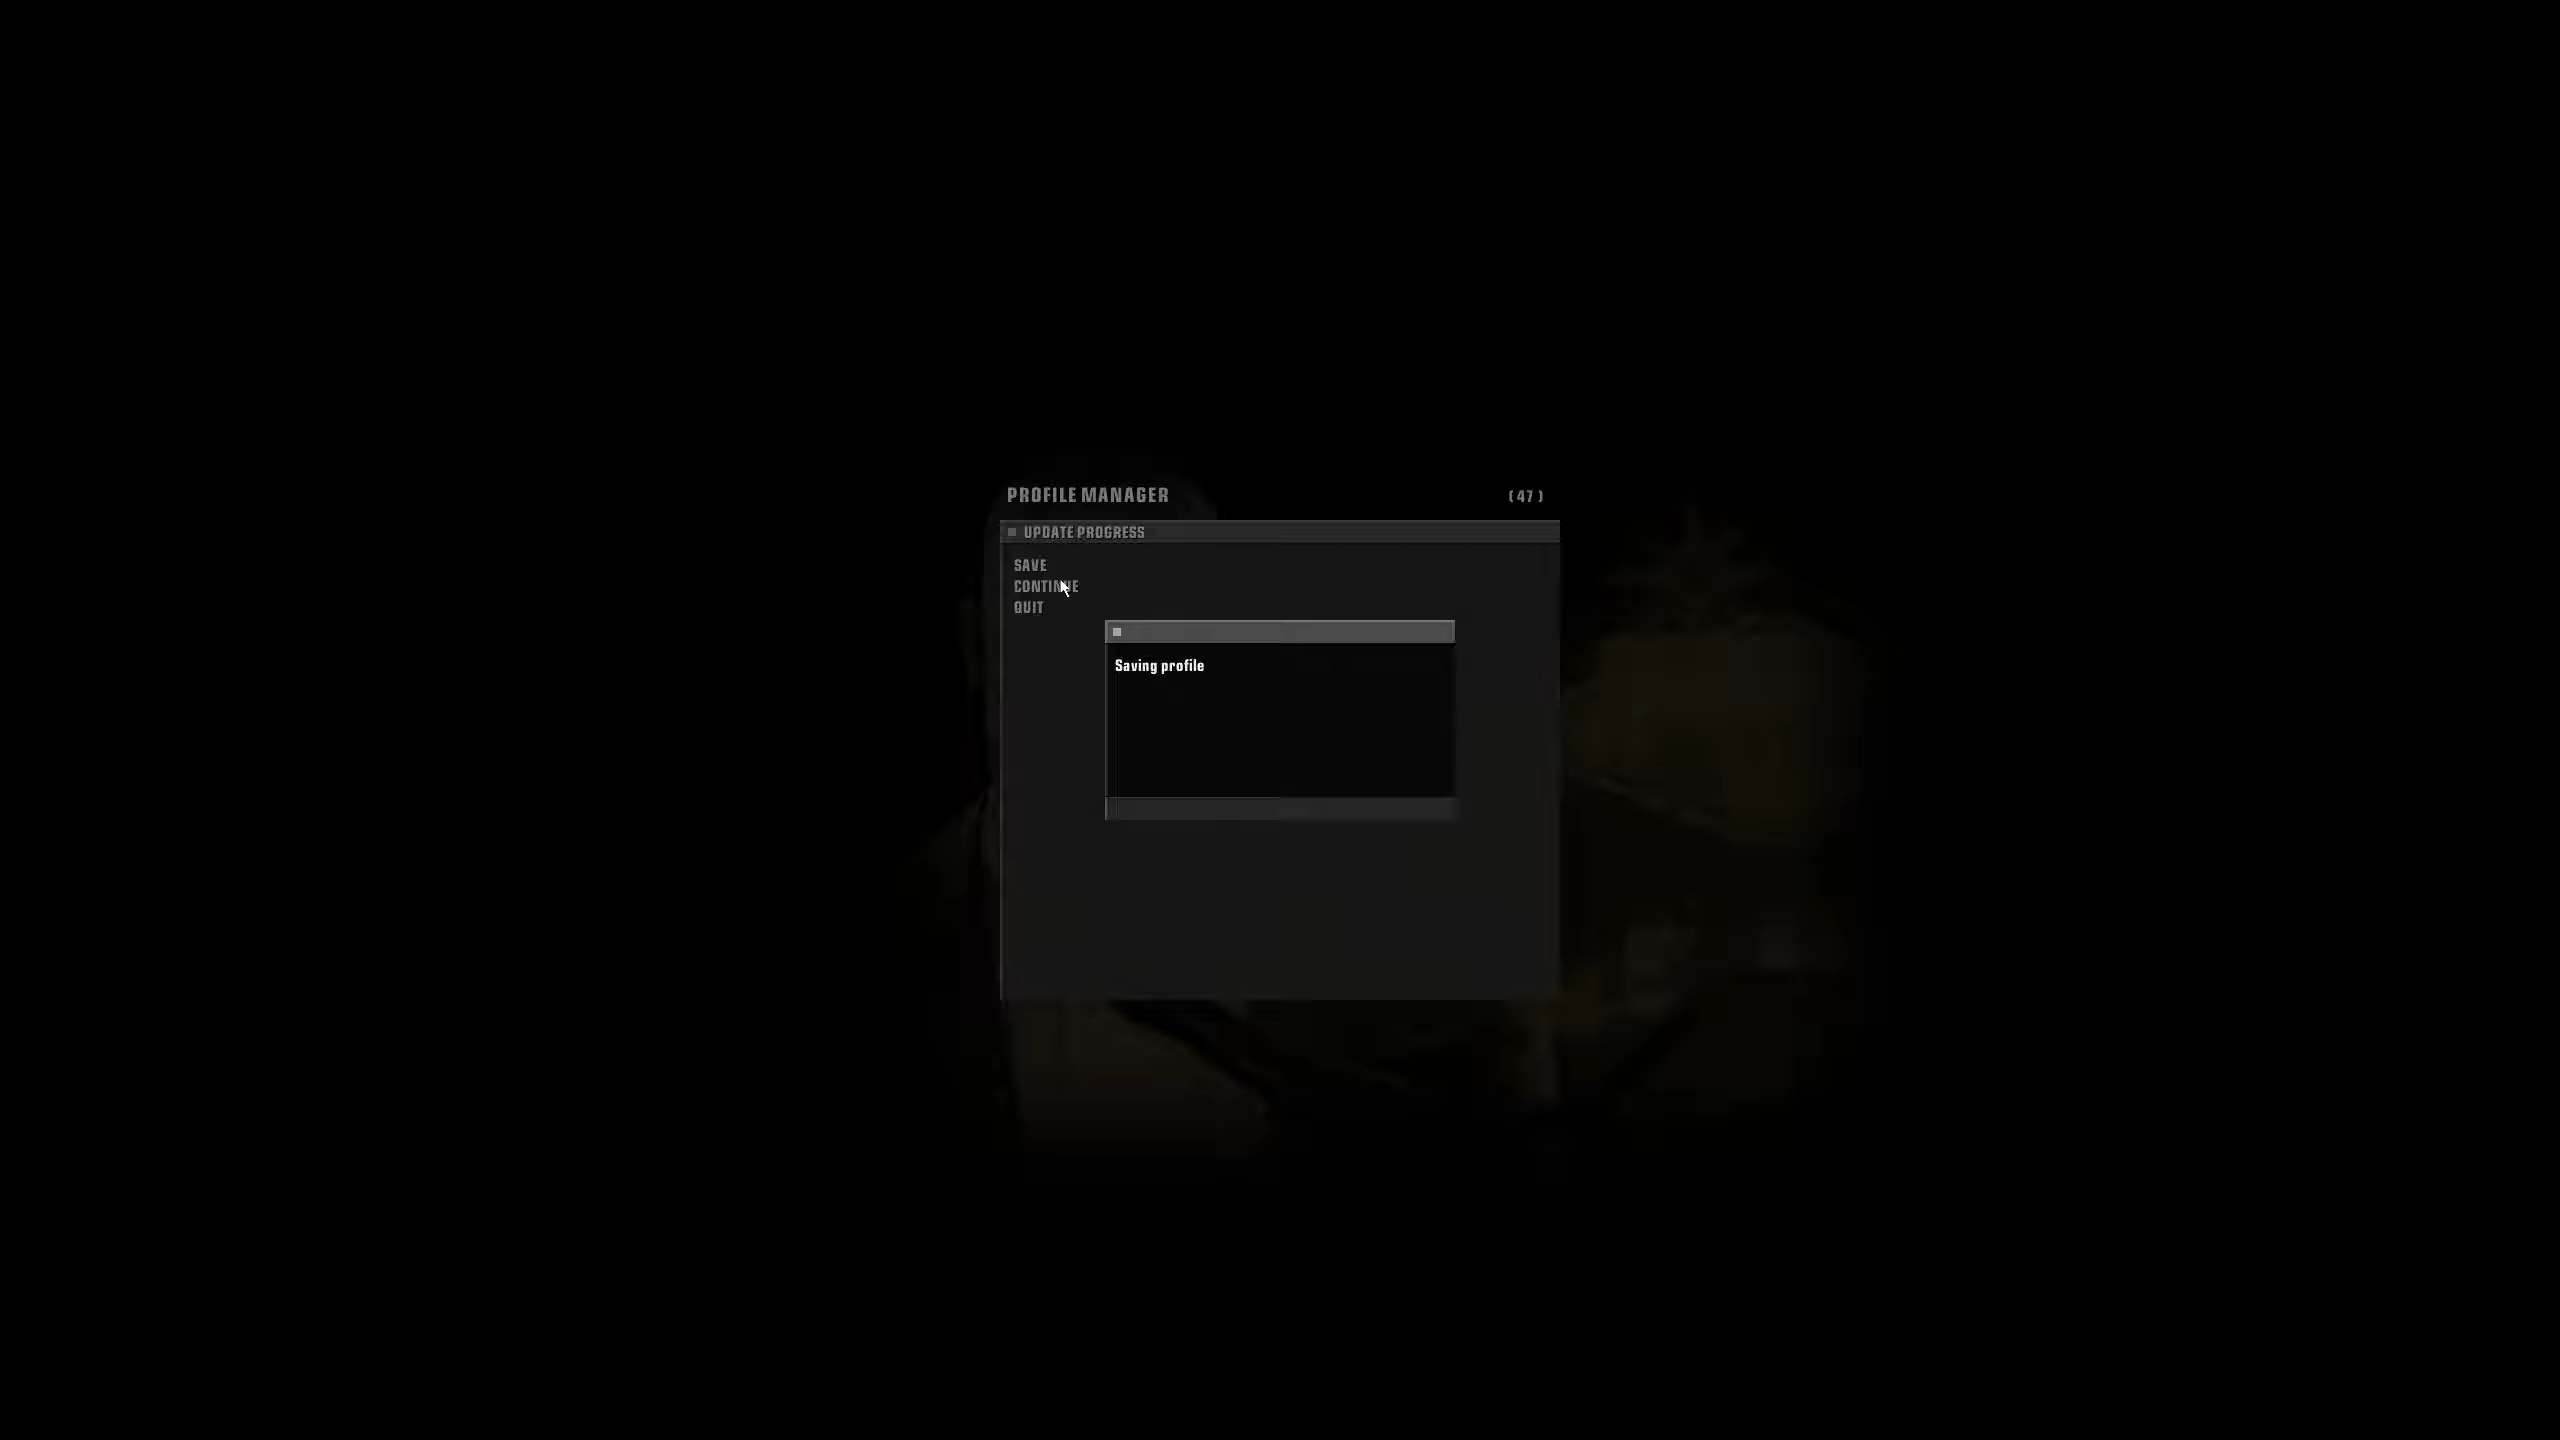 PROFILE MANAGER
( 47 )
UPDATE PROGRESS
SAVE
CONTINUE
QUIT
Saving profile